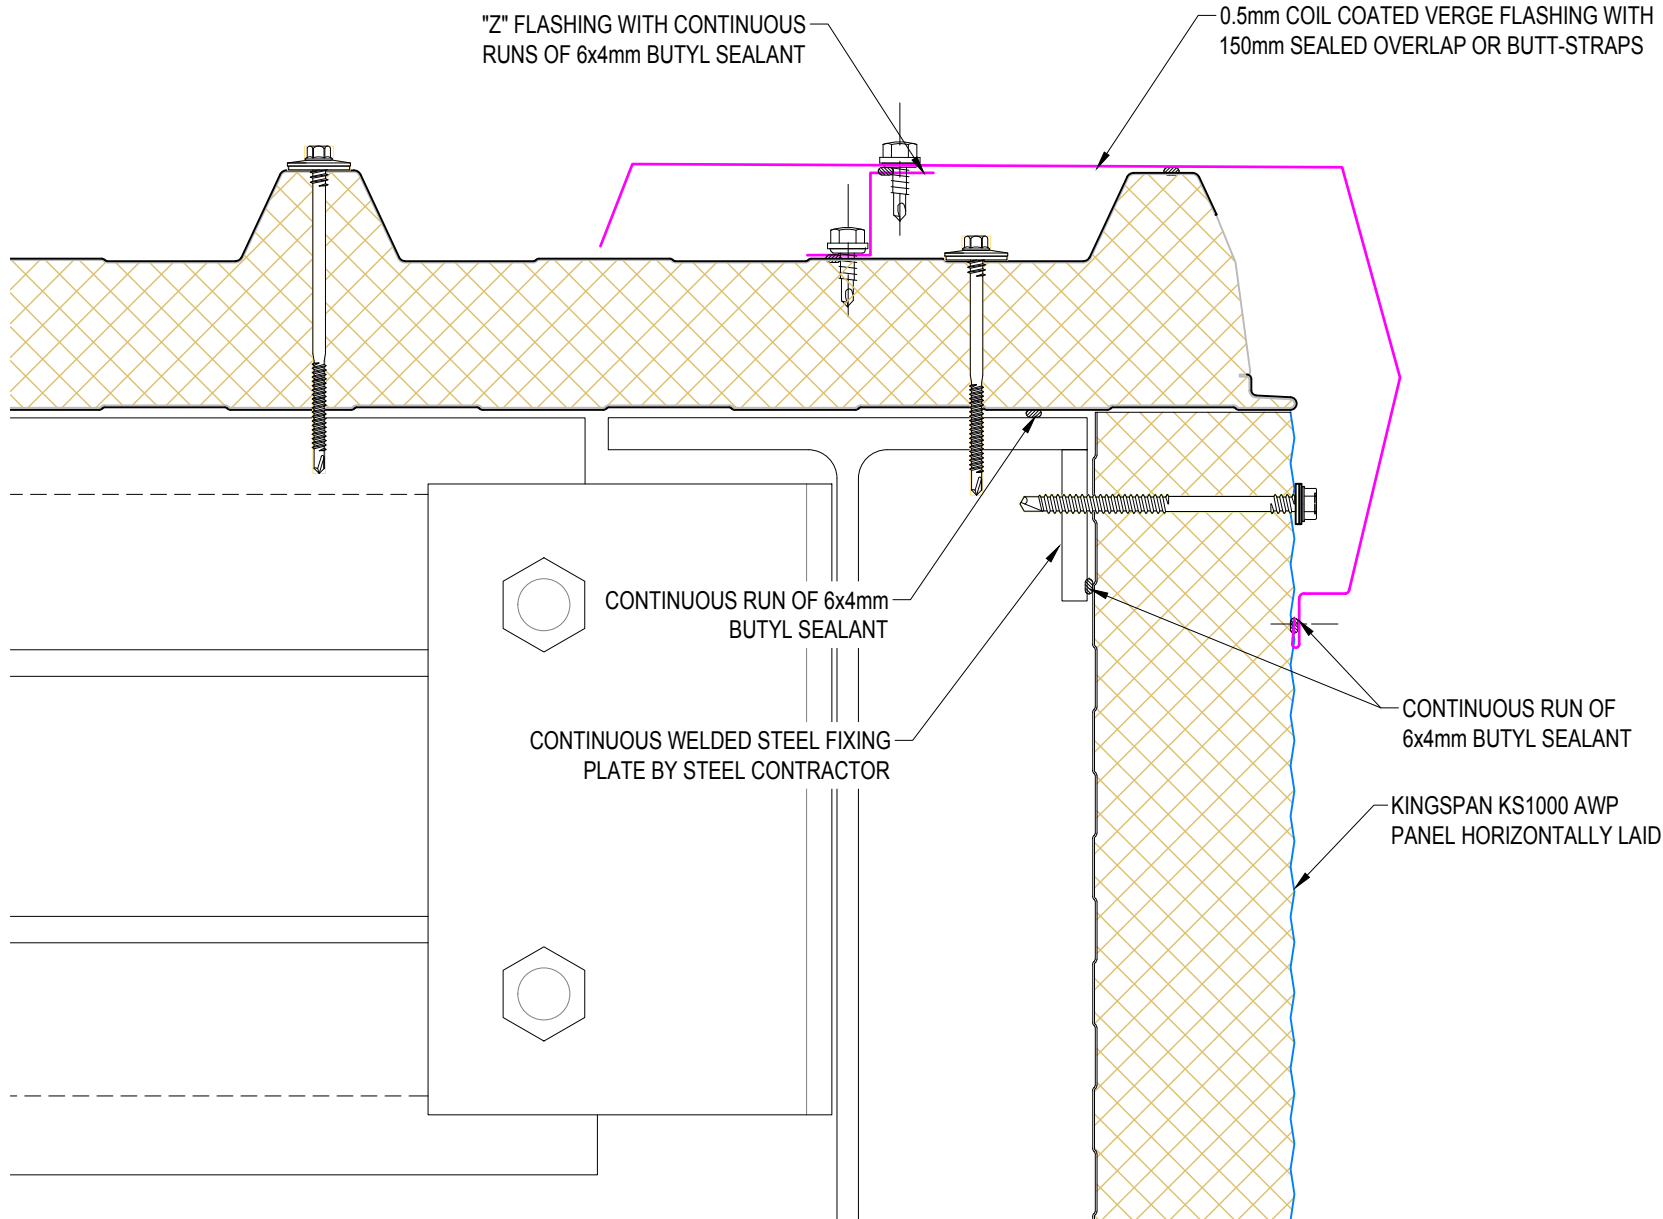 "Z" FLASHING WITH CONTINUOUS
RUNS OF 6x4mm BUTYL SEALANT
0.5mm COIL COATED VERGE FLASHING WITH
150mm SEALED OVERLAP OR BUTT-STRAPS
CONTINUOUS RUN OF 6x4mm
BUTYL SEALANT
CONTINUOUS WELDED STEEL FIXING
PLATE BY STEEL CONTRACTOR
CONTINUOUS RUN OF
6x4mm BUTYL SEALANT
KINGSPAN KS1000 AWP
PANEL HORIZONTALLY LAID